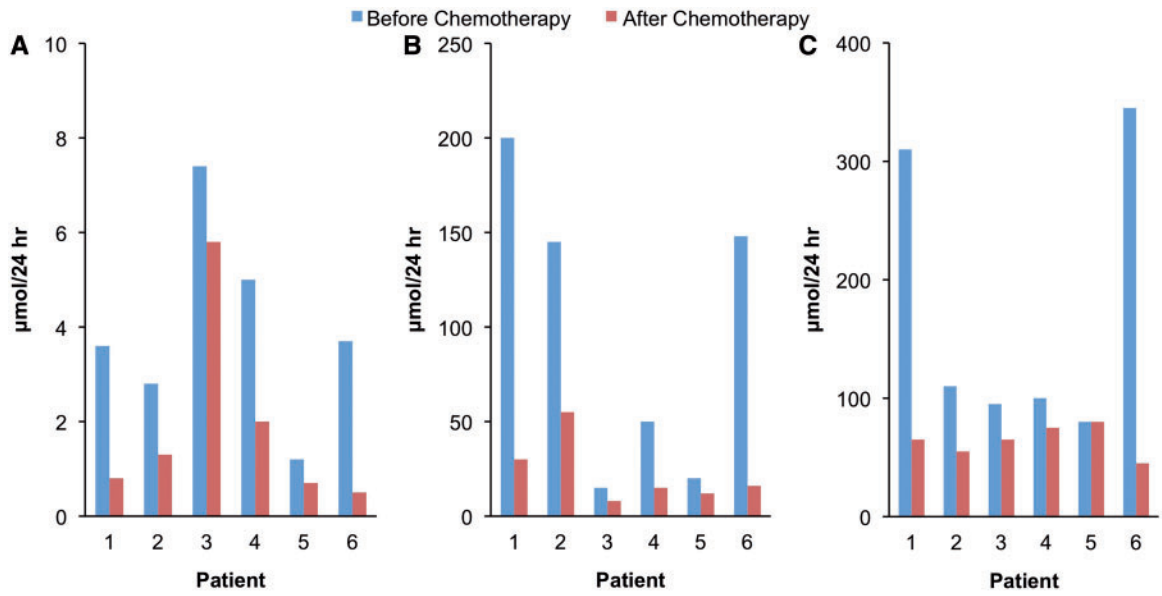 Before Chemotherapy After Chemotherapy
A B C
10 250 400
8 200 300
6 150 200
4 100 100
2 50 0
0 0
µmol/24 hr µmol/24 hr µmol/24 hr
1 2 3 4 5 6 1 2 3 4 5 6 1 2 3 4 5 6
Patient Patient Patient